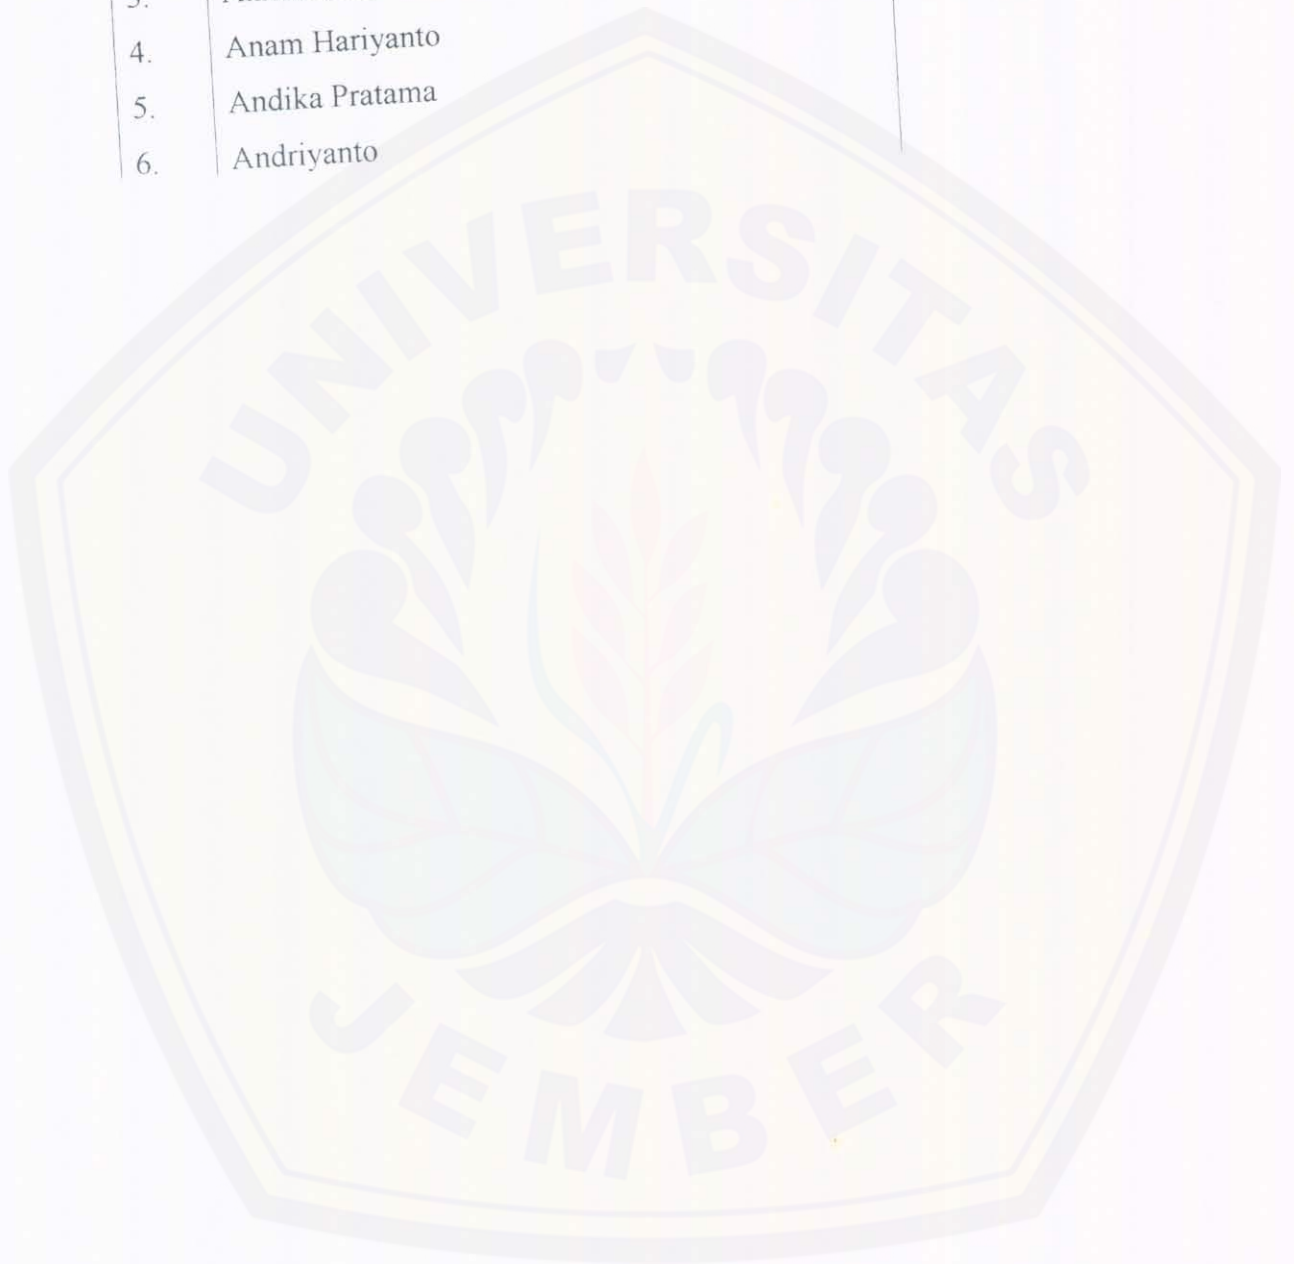 4. Anam Hariyanto
5. Andika Pratama
6. Andriyanto
UNIVERSITAS
JEMBER